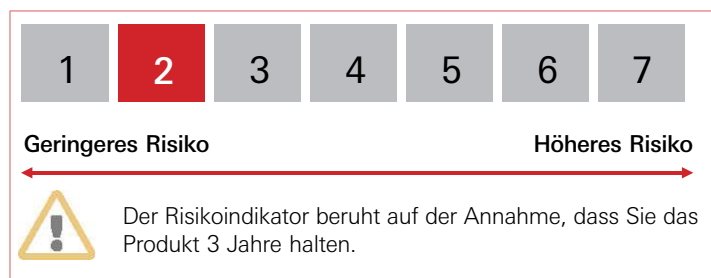 1 2 3 4 5 6 7
Geringeres Risiko Höheres Risiko
Der Risikoindikator beruht auf der Annahme, dass Sie das
Produkt 3 Jahre halten.